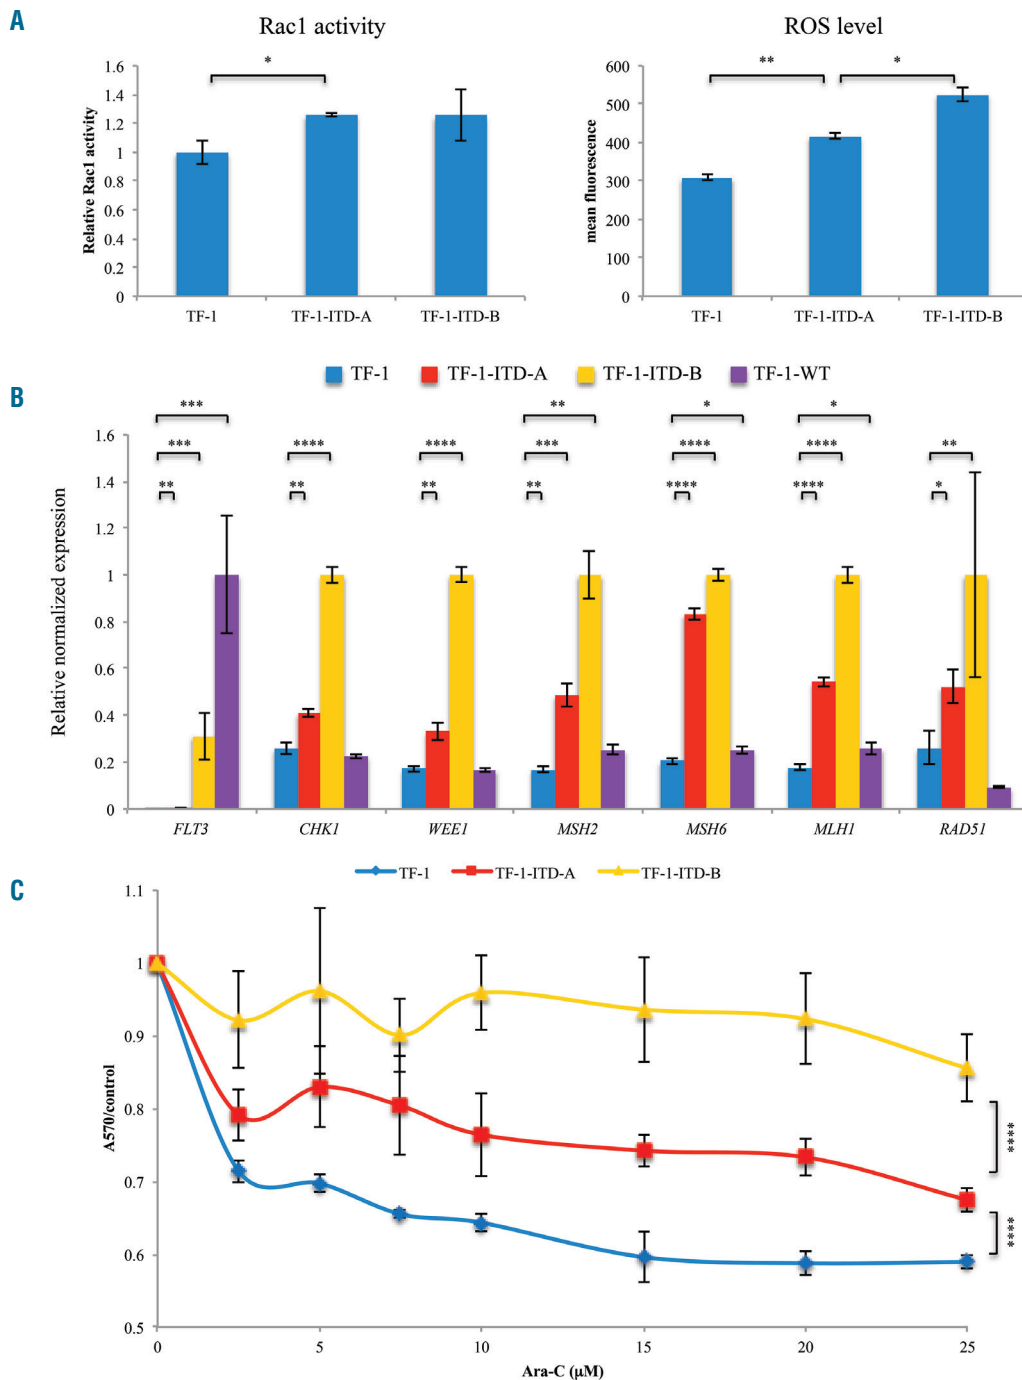 A
Rac1 activity
Relative Rac1 activity
1.6
1.4
1.2
1
0.8
0.6
0.4
0.2
0
*
TF-1 TF-1-ITD-A TF-1-ITD-B
ROS level
mean fluorescence
600
500
400
300
200
100
0
** *
TF-1 TF-1-ITD-A TF-1-ITD-B
B
TF-1 TF-1-ITD-A TF-1-ITD-B TF-1-WT
Relative normalized expression
1.6
1.4
1.2
1
0.8
0.6
0.4
0.2
0
*** ** * *
*** **** **** *** **** **** **
** ** ** ** **** **** *
FLT3 CHK1 WEE1 MSH2 MSH6 MLH1 RAD51
C
TF-1 TF-1-ITD-A TF-1-ITD-B
A570/control
1.1
1
0.9
0.8
0.7
0.6
0.5
****
****
0 5 10 15 20 25
Ara-C (μM)